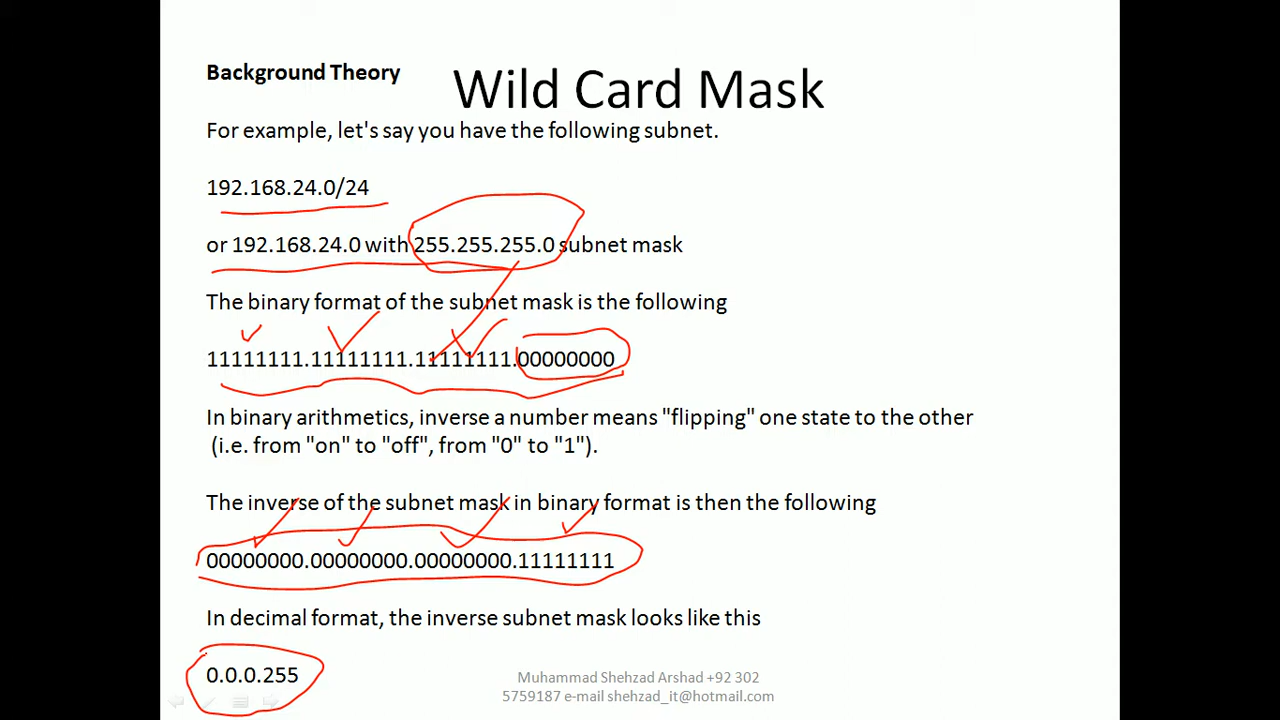 Background Theory
Wild Card Mask
For example, let's say you have the following subnet.
192.168.24.0/24
or 192.168.24.0 with 255.255.255.0 subnet mask
The binary format of the subnet mask is the following
11111111.11111111.11111111.00000000
In binary arithmetics, inverse a number means "flipping" one state to the other
(i.e. from "on" to "off", from "0" to "1").
The inverse of the subnet mask in binary format is then the following
00000000.00000000.00000000.11111111
In decimal format, the inverse subnet mask looks like this
0.0.0.255
Muhammad Shehzad Arshad +92 302
5759187 e-mail shehzad_it@hotmail.com